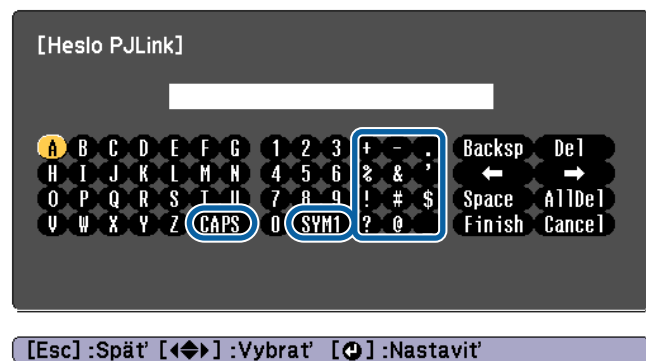 [Heslo PJLink]
A B C D E F G 1 2 3 + - . Backsp Del
H I J K L M N 4 5 6 % & ' ← →
O P Q R S T U 7 8 9 ! # $ Space AllDel
V W X Y Z CAPS 0 SYM1 ? @ _ Finish Cancel
[Esc] :Späť [◀◆▶] :Vybrať [⏎] :Nastaviť